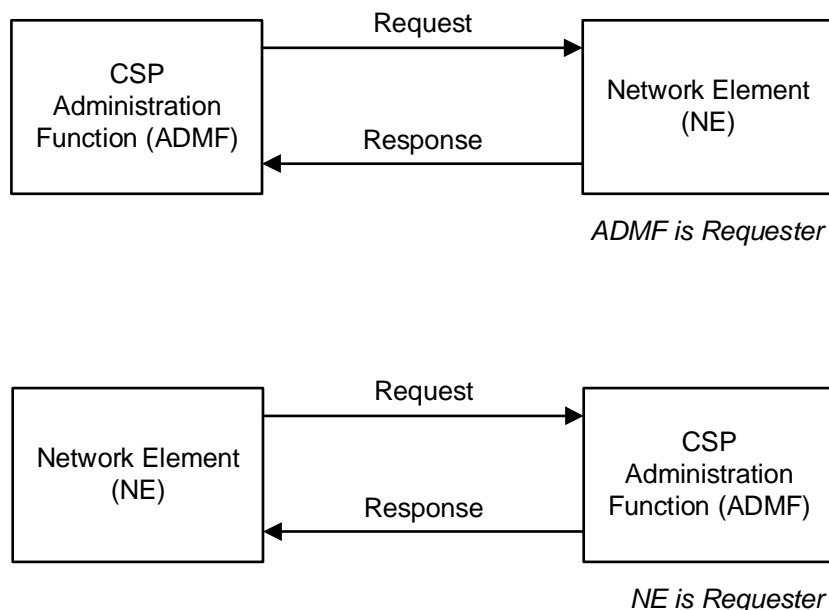 Request
CSP
Administration
Function (ADMF)
Network Element
(NE)
Response
ADMF is Requester
Request
Network Element
(NE)
CSP
Administration
Function (ADMF)
Response
NE is Requester